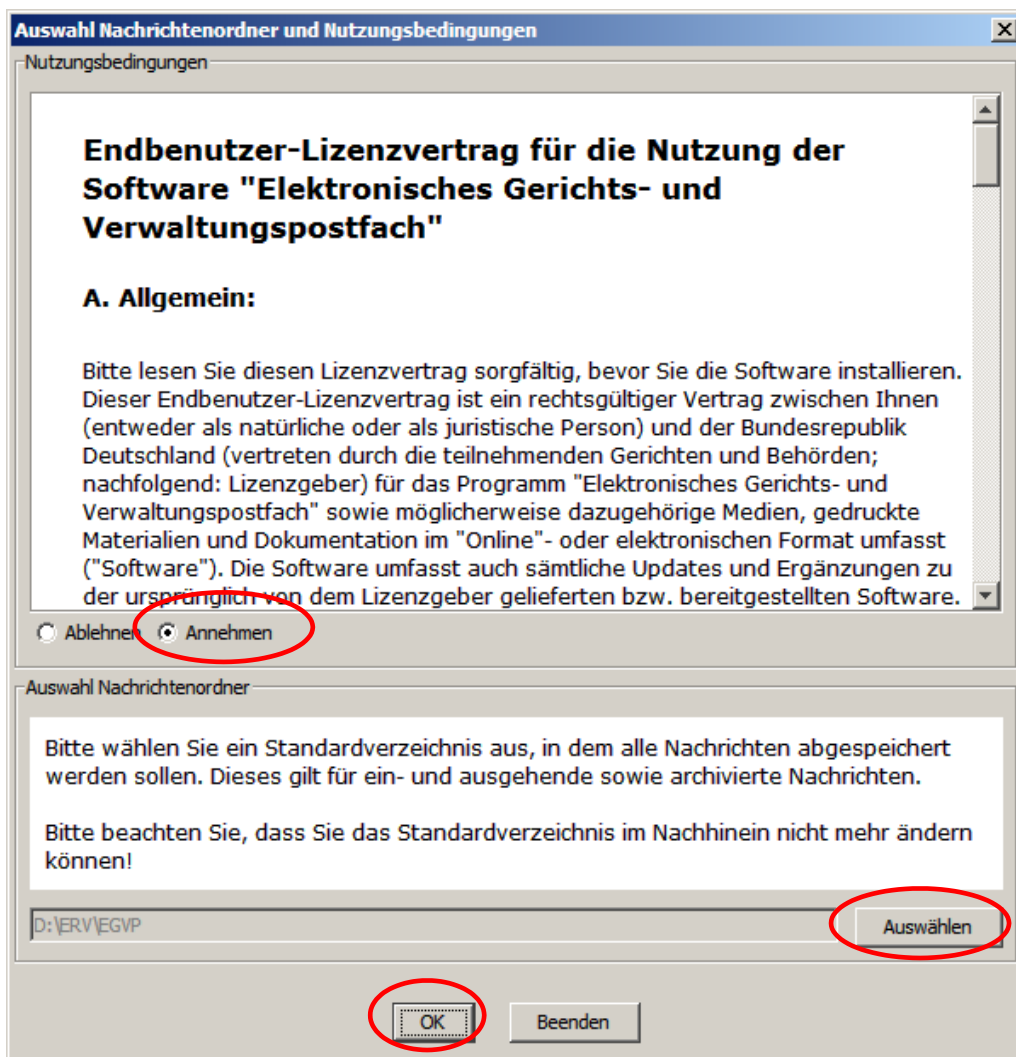 Auswahl Nachrichtenordner und Nutzungsbedingungen
Nutzungsbedingungen
Endbenutzer-Lizenzvertrag für die Nutzung der
Software "Elektronisches Gerichts- und
Verwaltungspostfach"
A. Allgemein:
Bitte lesen Sie diesen Lizenzvertrag sorgfältig, bevor Sie die Software installieren.
Dieser Endbenutzer-Lizenzvertrag ist ein rechtsgültiger Vertrag zwischen Ihnen
(entweder als natürliche oder als juristische Person) und der Bundesrepublik
Deutschland (vertreten durch die teilnehmenden Gerichten und Behörden;
nachfolgend: Lizenzgeber) für das Programm "Elektronisches Gerichts- und
Verwaltungspostfach" sowie möglicherweise dazugehörige Medien, gedruckte
Materialien und Dokumentation im "Online"- oder elektronischen Format umfasst
("Software"). Die Software umfasst auch sämtliche Updates und Ergänzungen zu
der ursprünglich von dem Lizenzgeber gelieferten bzw. bereitgestellten Software.
Ablehnen Annehmen
Auswahl Nachrichtenordner
Bitte wählen Sie ein Standardverzeichnis aus, in dem alle Nachrichten abgespeichert
werden sollen. Dieses gilt für ein- und ausgehende sowie archivierte Nachrichten.
Bitte beachten Sie, dass Sie das Standardverzeichnis im Nachhinein nicht mehr ändern
können!
D:\ERV\EGVP Auswählen
OK Beenden